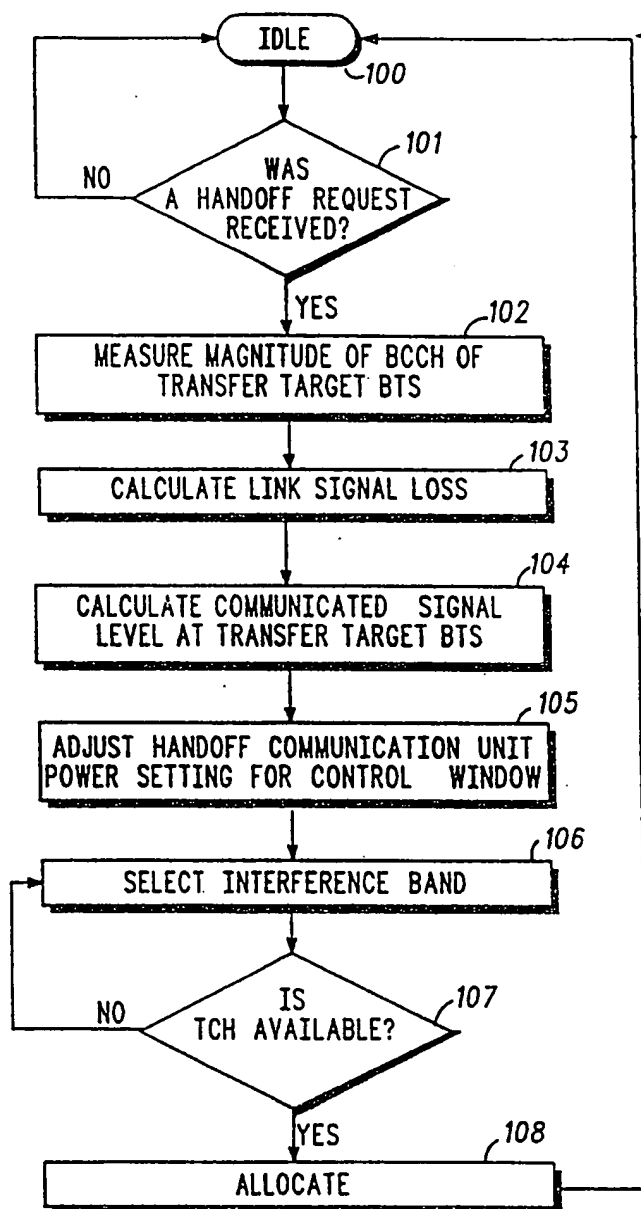 IDLE
100
101
WAS
A HANDOFF REQUEST
RECEIVED?
NO
YES
102
MEASURE MAGNITUDE OF BCCH OF
TRANSFER TARGET BTS
103
CALCULATE LINK SIGNAL LOSS
104
CALCULATE COMMUNICATED SIGNAL
LEVEL AT TRANSFER TARGET BTS
105
ADJUST HANDOFF COMMUNICATION UNIT
POWER SETTING FOR CONTROL WINDOW
106
SELECT INTERFERENCE BAND
107
IS
TCH AVAILABLE?
NO
YES
108
ALLOCATE